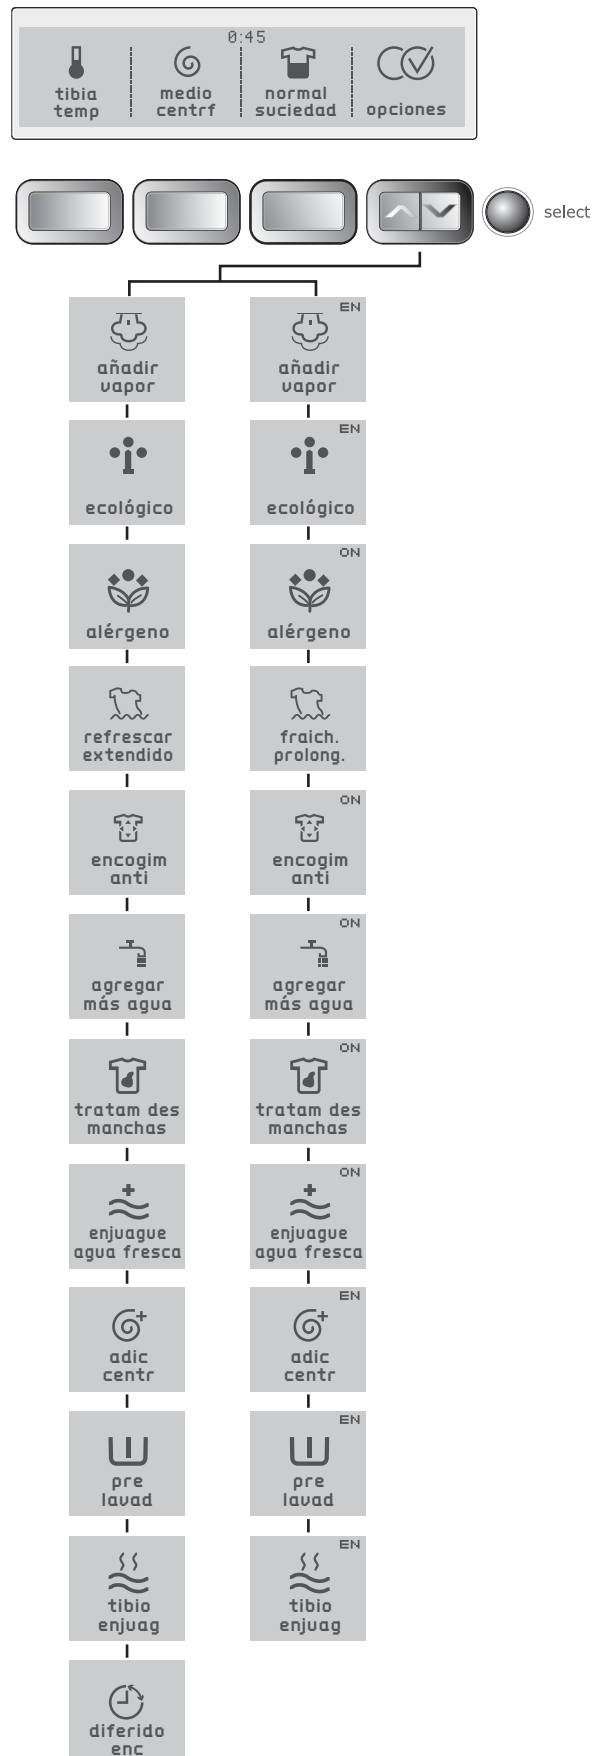 0:45
tibia
temp
medio
centrf
normal
suciedad
opciones
select
añadir
vapor
EN
añadir
vapor
ecológico
EN
ecológico
alérgeno
ON
alérgeno
refrescar
extendido
fraich.
prolong.
encogim
anti
ON
encogim
anti
agregar
más agua
ON
agregar
más agua
tratam des
manchas
ON
tratam des
manchas
enjuague
agua fresca
ON
enjuague
agua fresca
adic
centr
EN
adic
centr
pre
lavad
EN
pre
lavad
tibio
enjuag
EN
tibio
enjuag
diferido
enc